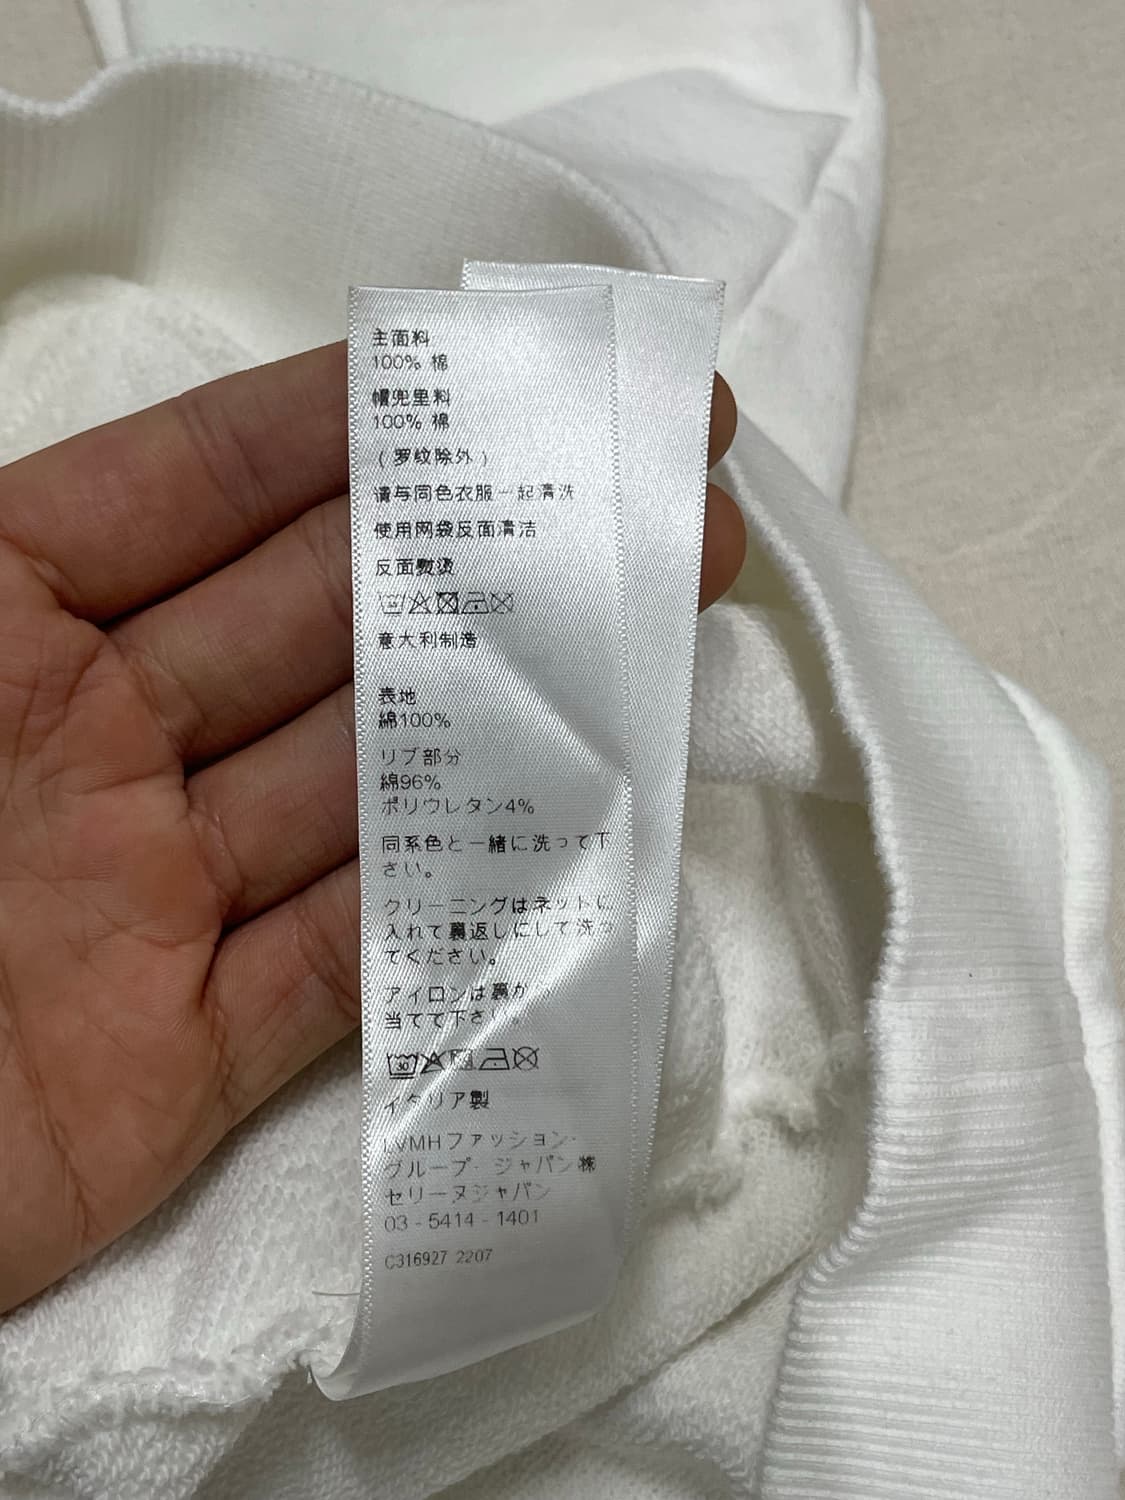 主面料
100% 棉
帽兜里料
100% 棉
( 罗纹除外 )
请与同色衣服一起清洗
使用网袋反面清洁
反面熨烫
意大利制造
表地
綿100%
リブ部分
綿96%
ポリウレタン4%
同系色と一緒に洗って下
さい。
クリーニングはネットに
入れて裏返しにして洗っ
てください。
アイロンは裏か
当てて下さい。
30
イタリア製
LVMHファッション·
グループ· ジャパン㈱
セリーヌジャパン
03 - 5414 - 1401
C316927 2207